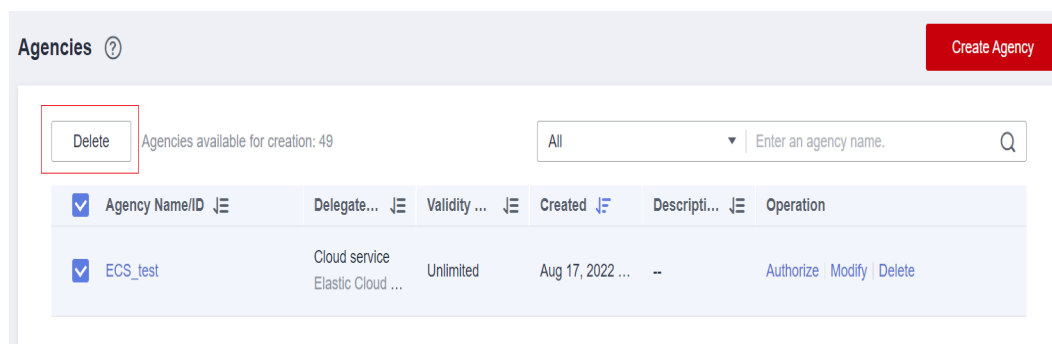 Agencies ?
Create Agency
Delete Agencies available for creation: 49 All Enter an agency name.
Agency Name/ID Delegate... Validity ... Created Descripti... Operation
ECS_test Cloud service Elastic Cloud ... Unlimited Aug 17, 2022 ... -- Authorize Modify Delete